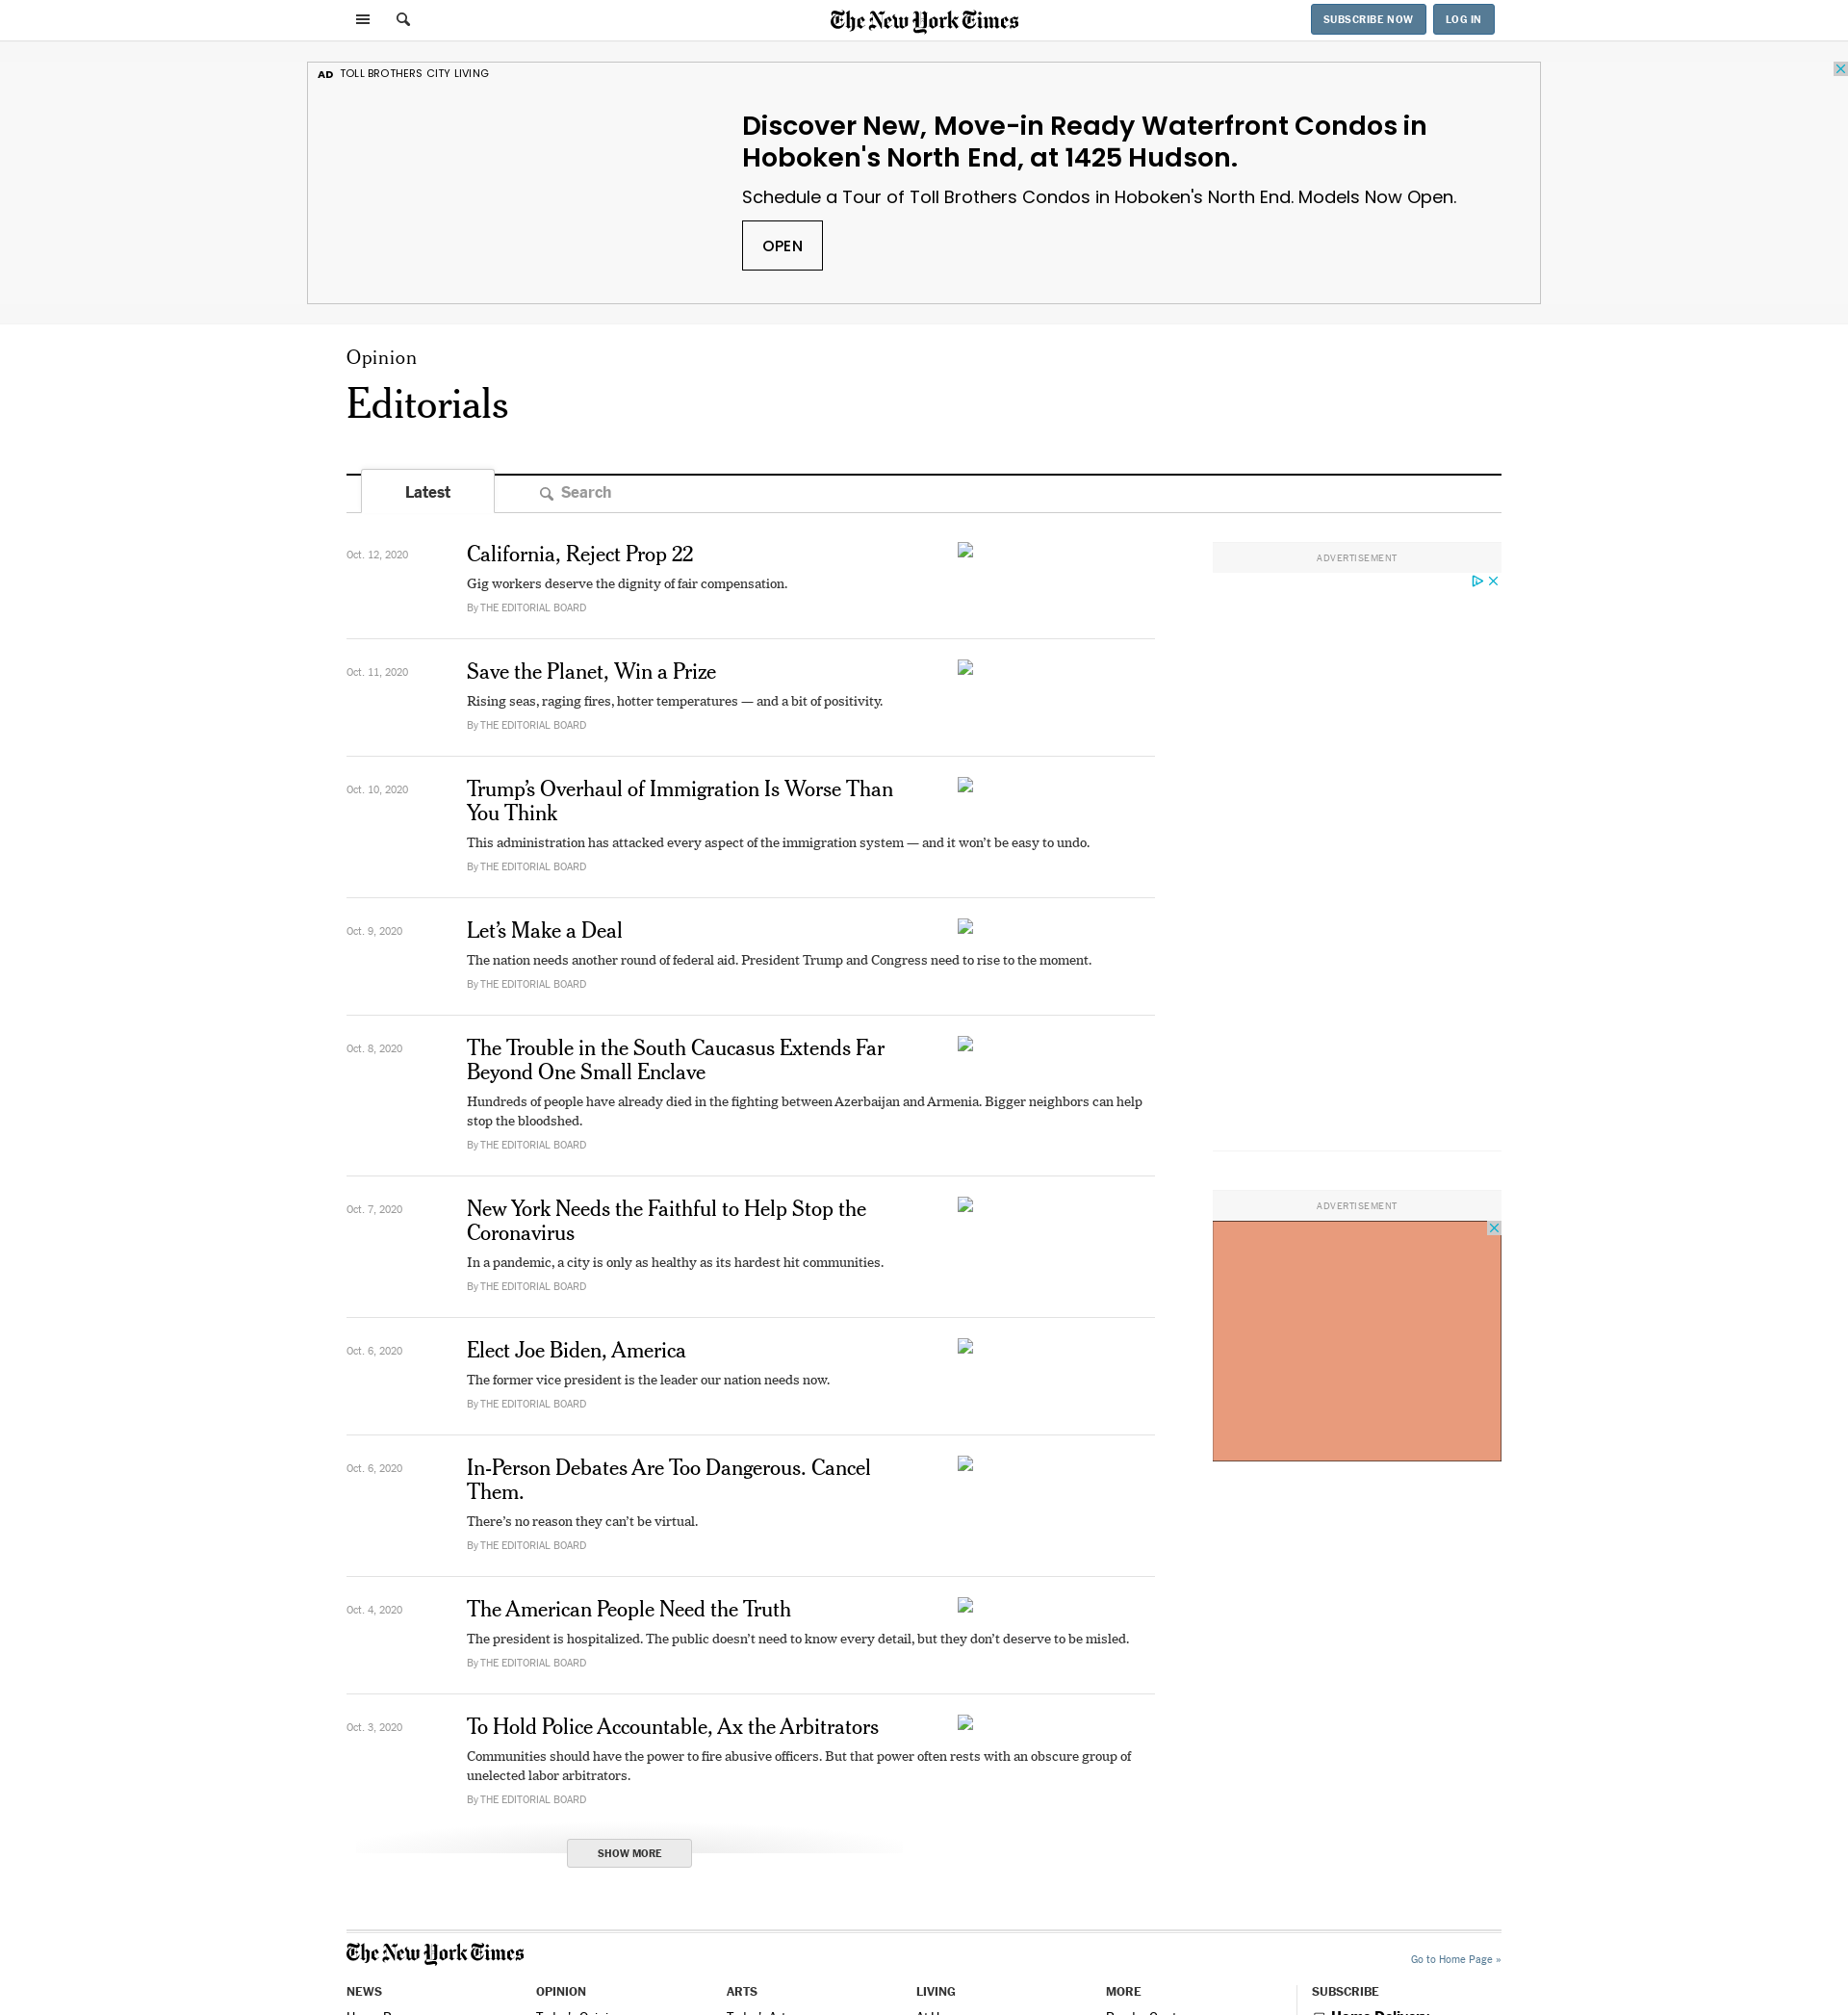 The New York Times
SUBSCRIBE NOW
LOG IN
AD TOLL BROTHERS CITY LIVING
Discover New, Move-in Ready Waterfront Condos in
Hoboken's North End, at 1425 Hudson.
Schedule a Tour of Toll Brothers Condos in Hoboken's North End. Models Now Open.
OPEN
Opinion
Editorials
Latest
Search
Oct. 12, 2020
California, Reject Prop 22
Gig workers deserve the dignity of fair compensation.
By THE EDITORIAL BOARD
ADVERTISEMENT
Oct. 11, 2020
Save the Planet, Win a Prize
Rising seas, raging fires, hotter temperatures — and a bit of positivity.
By THE EDITORIAL BOARD
Oct. 10, 2020
Trump’s Overhaul of Immigration Is Worse Than
You Think
This administration has attacked every aspect of the immigration system — and it won’t be easy to undo.
By THE EDITORIAL BOARD
Oct. 9, 2020
Let’s Make a Deal
The nation needs another round of federal aid. President Trump and Congress need to rise to the moment.
By THE EDITORIAL BOARD
Oct. 8, 2020
The Trouble in the South Caucasus Extends Far
Beyond One Small Enclave
Hundreds of people have already died in the fighting between Azerbaijan and Armenia. Bigger neighbors can help
stop the bloodshed.
By THE EDITORIAL BOARD
Oct. 7, 2020
New York Needs the Faithful to Help Stop the
Coronavirus
In a pandemic, a city is only as healthy as its hardest hit communities.
By THE EDITORIAL BOARD
ADVERTISEMENT
Oct. 6, 2020
Elect Joe Biden, America
The former vice president is the leader our nation needs now.
By THE EDITORIAL BOARD
Oct. 6, 2020
In-Person Debates Are Too Dangerous. Cancel
Them.
There’s no reason they can’t be virtual.
By THE EDITORIAL BOARD
Oct. 4, 2020
The American People Need the Truth
The president is hospitalized. The public doesn’t need to know every detail, but they don’t deserve to be misled.
By THE EDITORIAL BOARD
Oct. 3, 2020
To Hold Police Accountable, Ax the Arbitrators
Communities should have the power to fire abusive officers. But that power often rests with an obscure group of
unelected labor arbitrators.
By THE EDITORIAL BOARD
SHOW MORE
The New York Times
Go to Home Page »
NEWS
OPINION
ARTS
LIVING
MORE
SUBSCRIBE
Home Delivery